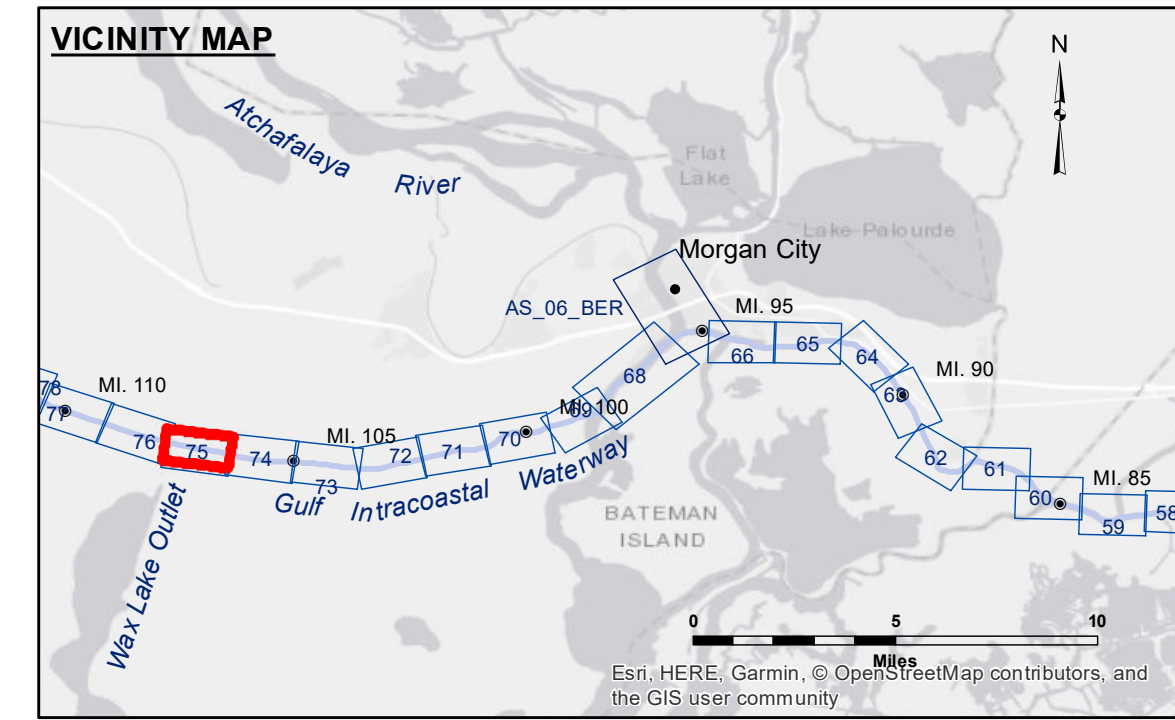 VICINITY MAP
N
Atchafalaya
River
Flat
Lake
Lake Palourde
Morgan City
AS_06_BER
MI. 95
66
65
64
MI. 90
63
68
MI. 110
78
77
76
75
74
MI. 105
73
72
71
70
69
MI. 100
62
61
60
MI. 85
59
58
Gulf
Intracoastal
Waterway
Wax Lake Outlet
BATEMAN
ISLAND
0
5
10
Miles
Esri, HERE, Garmin, © OpenStreetMap contributors, and
the GIS user community